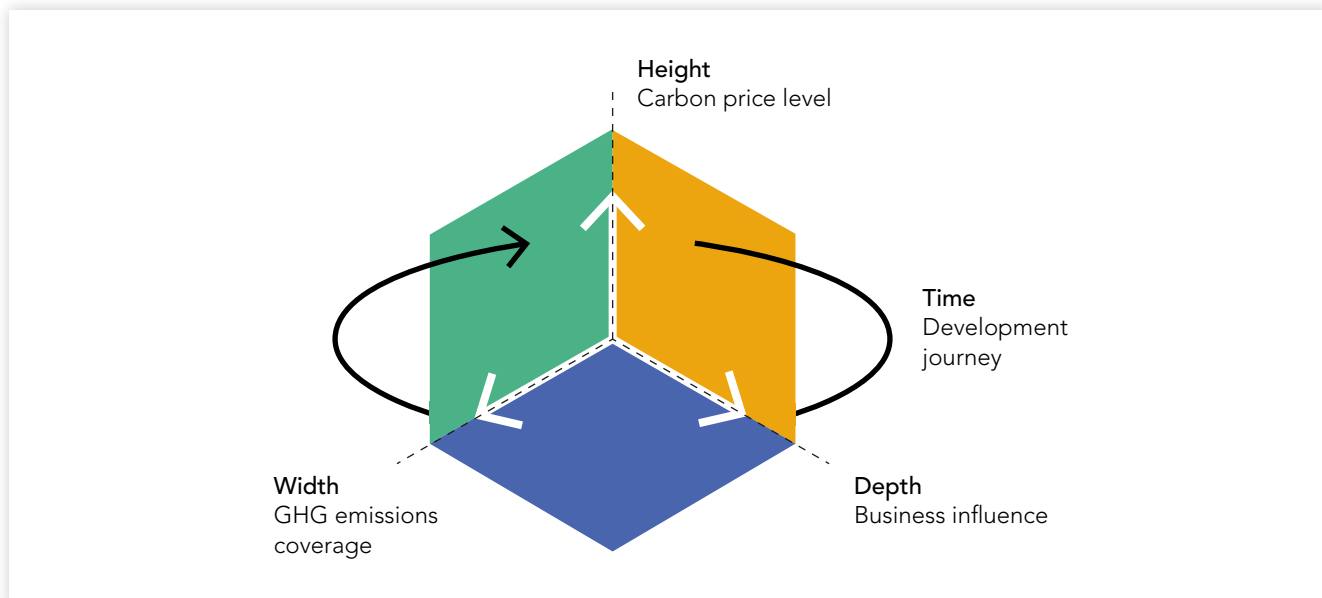 Height
Carbon price level
Time
Development
journey
Width
GHG emissions
coverage
Depth
Business influence